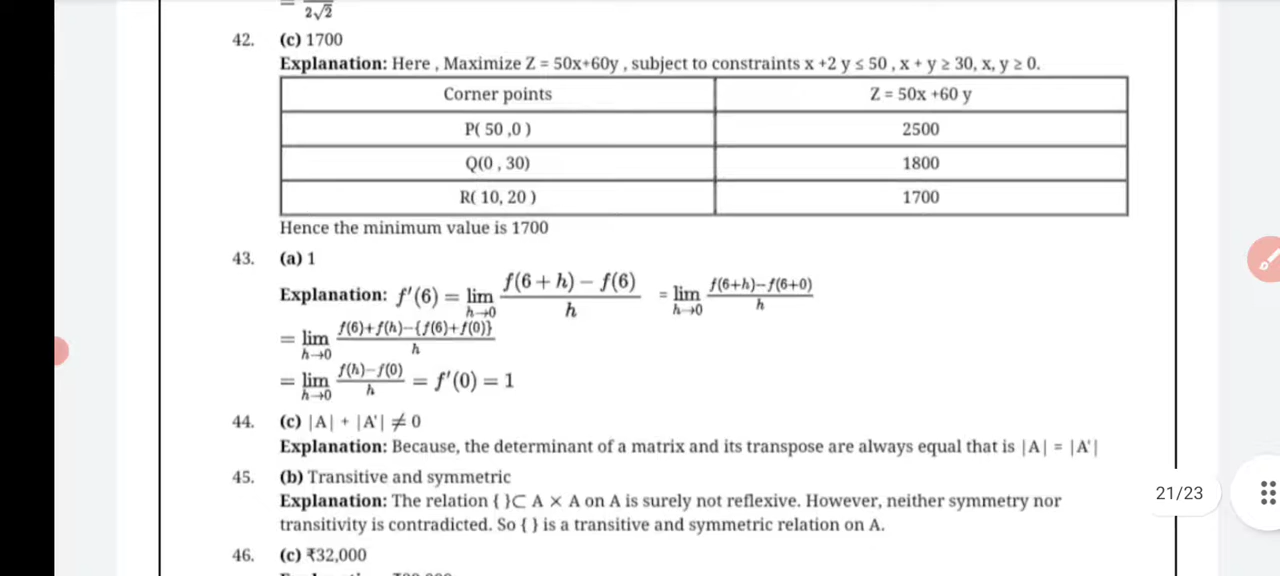 = 2√2
42. (c) 1700
Explanation: Here , Maximize Z = 50x+60y , subject to constraints x +2 y ≤ 50 , x + y ≥ 30, x, y ≥ 0.
Corner points Z = 50x +60 y
P( 50 ,0 ) 2500
Q(0 , 30) 1800
R( 10, 20 ) 1700
Hence the minimum value is 1700
43. (a) 1
Explanation: f′(6) = lim h→0 f(6 + h) − f(6) / h = lim h→0 f(6+h)−f(6+0) / h
= lim h→0 f(6)+f(h)−{f(6)+f(0)} / h
= lim h→0 f(h)−f(0) / h = f′(0) = 1
44. (c) |A| + |A'| ≠ 0
Explanation: Because, the determinant of a matrix and its transpose are always equal that is |A| = |A'|
45. (b) Transitive and symmetric
Explanation: The relation { }⊂ A × A on A is surely not reflexive. However, neither symmetry nor
transitivity is contradicted. So { } is a transitive and symmetric relation on A.
21/23
46. (c) ₹32,000